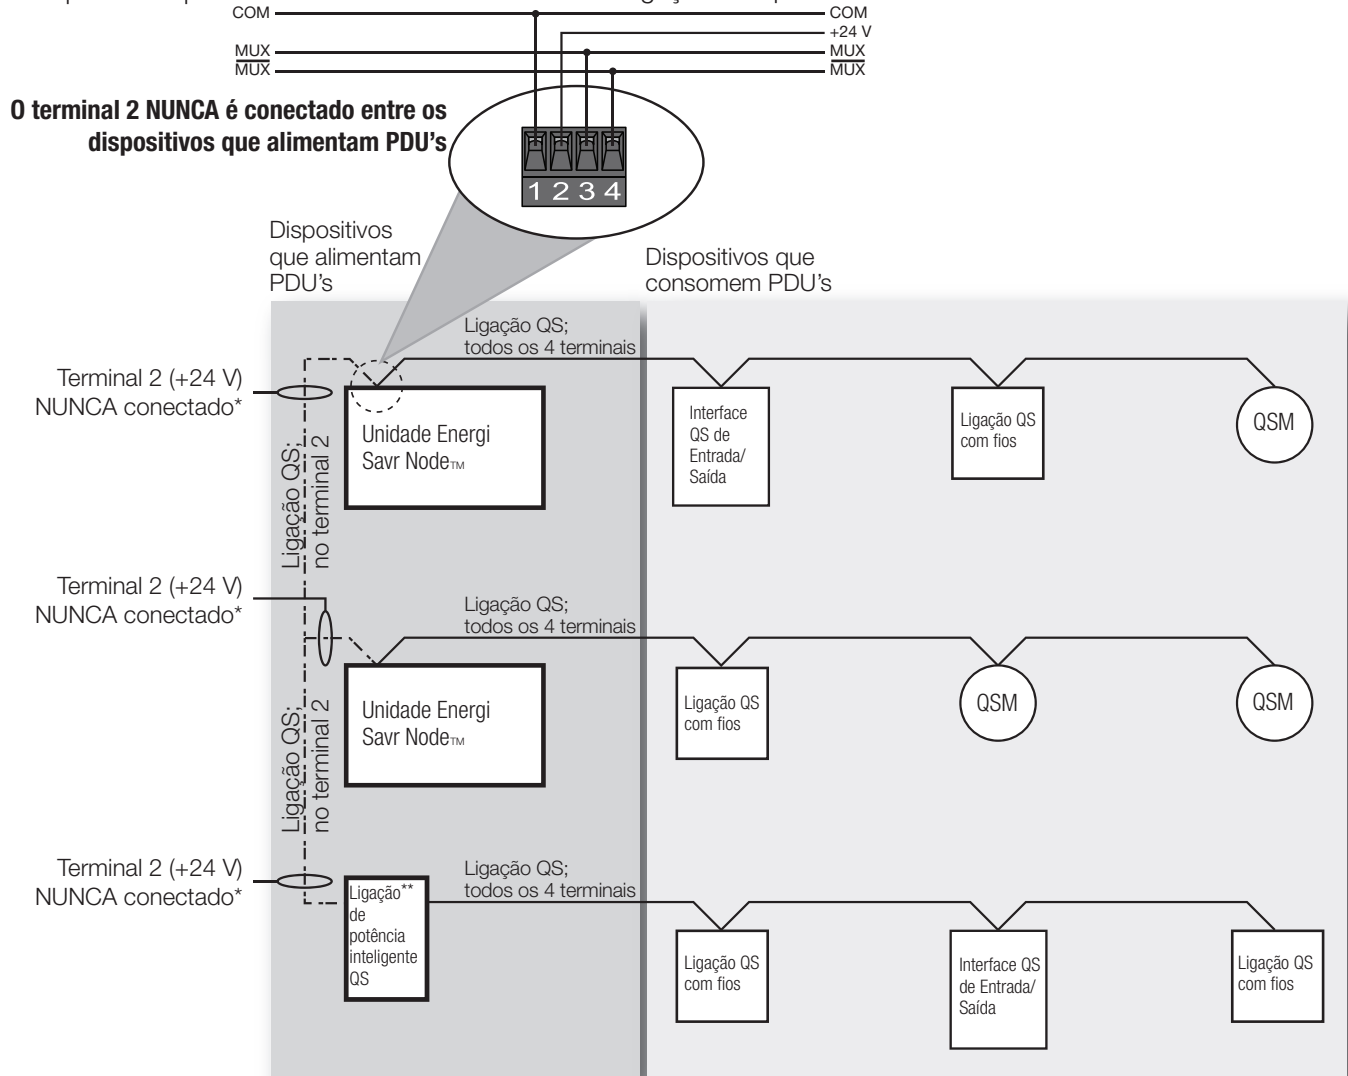 COM
COM
+24 V
MUX
MUX
MUX
MUX
O terminal 2 NUNCA é conectado entre os
dispositivos que alimentam PDU's
1 2 3 4
Dispositivos
que alimentam
PDU's
Dispositivos que
consomem PDU's
Ligação QS;
todos os 4 terminais
Terminal 2 (+24 V)
NUNCA conectado*
Ligação QS;
no terminal 2
Unidade Energi
Savr Node™
Interface
QS de
Entrada/
Saída
Ligação QS
com fios
QSM
Terminal 2 (+24 V)
NUNCA conectado*
Ligação QS;
todos os 4 terminais
Ligação QS;
no terminal 2
Unidade Energi
Savr Node™
Ligação QS
com fios
QSM
QSM
Terminal 2 (+24 V)
NUNCA conectado*
Ligação QS;
todos os 4 terminais
Ligação**
de
potência
inteligente
QS
Ligação QS
com fios
Interface QS
de Entrada/
Saída
Ligação QS
com fios